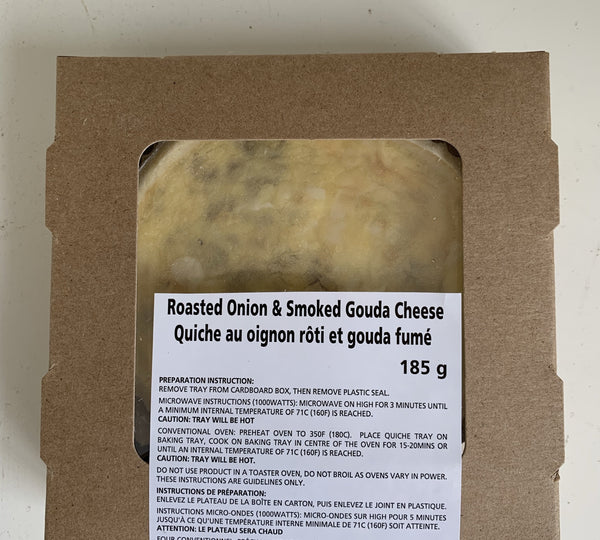 Roasted Onion & Smoked Gouda Cheese
Quiche au oignon rôti et gouda fumé
185 g
PREPARATION INSTRUCTION:
REMOVE TRAY FROM CARDBOARD BOX, THEN REMOVE PLASTIC SEAL.
MICROWAVE INSTRUCTIONS (1000WATTS): MICROWAVE ON HIGH FOR 3 MINUTES UNTIL
A MINIMUM INTERNAL TEMPERATURE OF 71C (160F) IS REACHED.
CAUTION: TRAY WILL BE HOT
CONVENTIONAL OVEN: PREHEAT OVEN TO 350F (180C). PLACE QUICHE TRAY ON
BAKING TRAY, COOK ON BAKING TRAY IN CENTRE OF THE OVEN FOR 15-20MINS OR
UNTIL AN INTERNAL TEMPERATURE OF 71C (160F) IS REACHED.
CAUTION: TRAY WILL BE HOT.
DO NOT USE PRODUCT IN A TOASTER OVEN, DO NOT BROIL AS OVENS VARY IN POWER.
THESE INSTRUCTIONS ARE GUIDELINES ONLY.
INSTRUCTIONS DE PRÉPARATION:
ENLEVEZ LE PLATEAU DE LA BOÎTE EN CARTON, PUIS ENLEVEZ LE JOINT EN PLASTIQUE.
INSTRUCTIONS MICRO-ONDES (1000WATTS): MICRO-ONDES SUR HIGH POUR 5 MINUTES
JUSQU'À CE QU'UNE TEMPÉRATURE INTERNE MINIMALE DE 71C (160F) SOIT ATTEINTE.
ATTENTION: LE PLATEAU SERA CHAUD